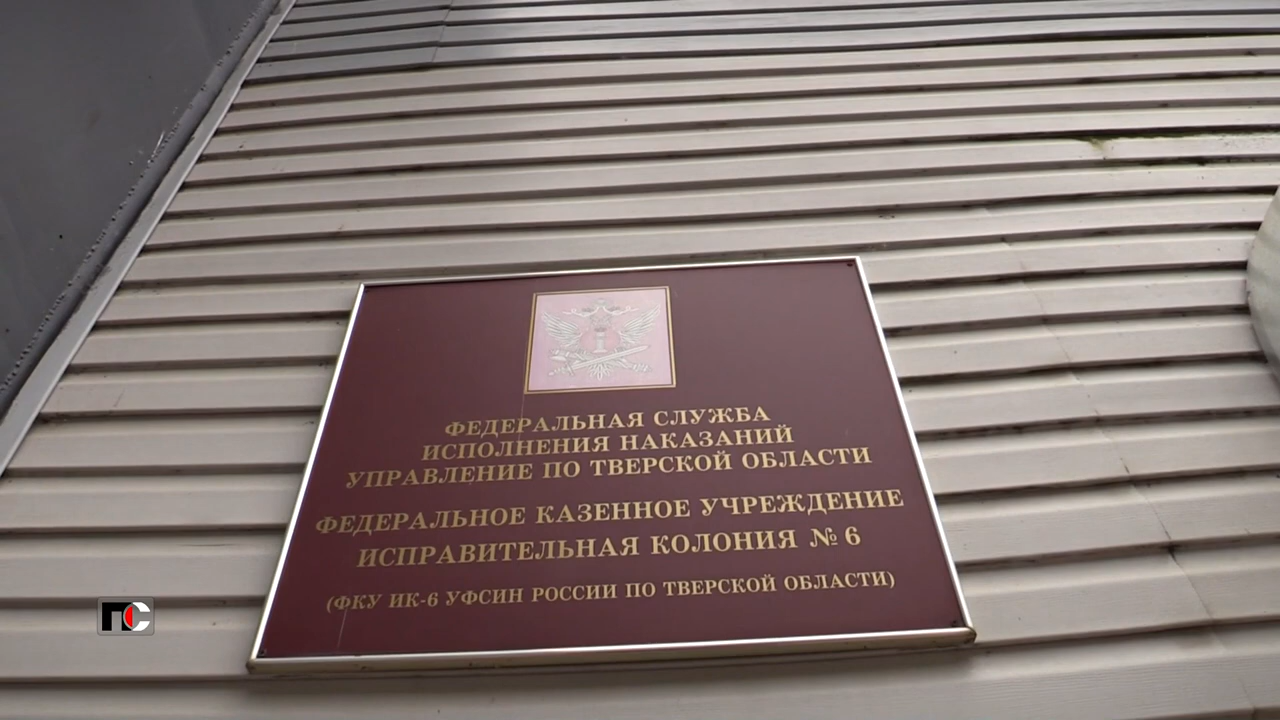 ФЕДЕРАЛЬНАЯ СЛУЖБА
ИСПОЛНЕНИЯ НАКАЗАНИЙ
УПРАВЛЕНИЕ ПО ТВЕРСКОЙ ОБЛАСТИ
ФЕДЕРАЛЬНОЕ КАЗЕННОЕ УЧРЕЖДЕНИЕ
ИСПРАВИТЕЛЬНАЯ КОЛОНИЯ № 6
(ФКУ ИК-6 УФСИН РОССИИ ПО ТВЕРСКОЙ ОБЛАСТИ)
ПС